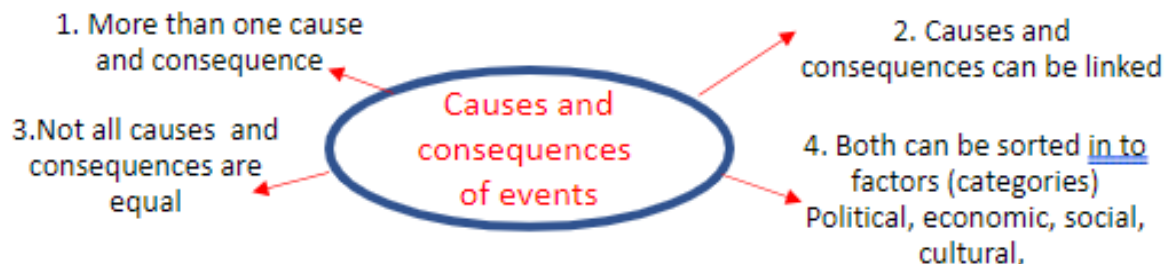 1. More than one cause
and consequence
2. Causes and
consequences can be linked
Causes and
consequences
of events
3.Not all causes and
consequences are
equal
4. Both can be sorted in to
factors (categories)
Political, economic, social,
cultural,